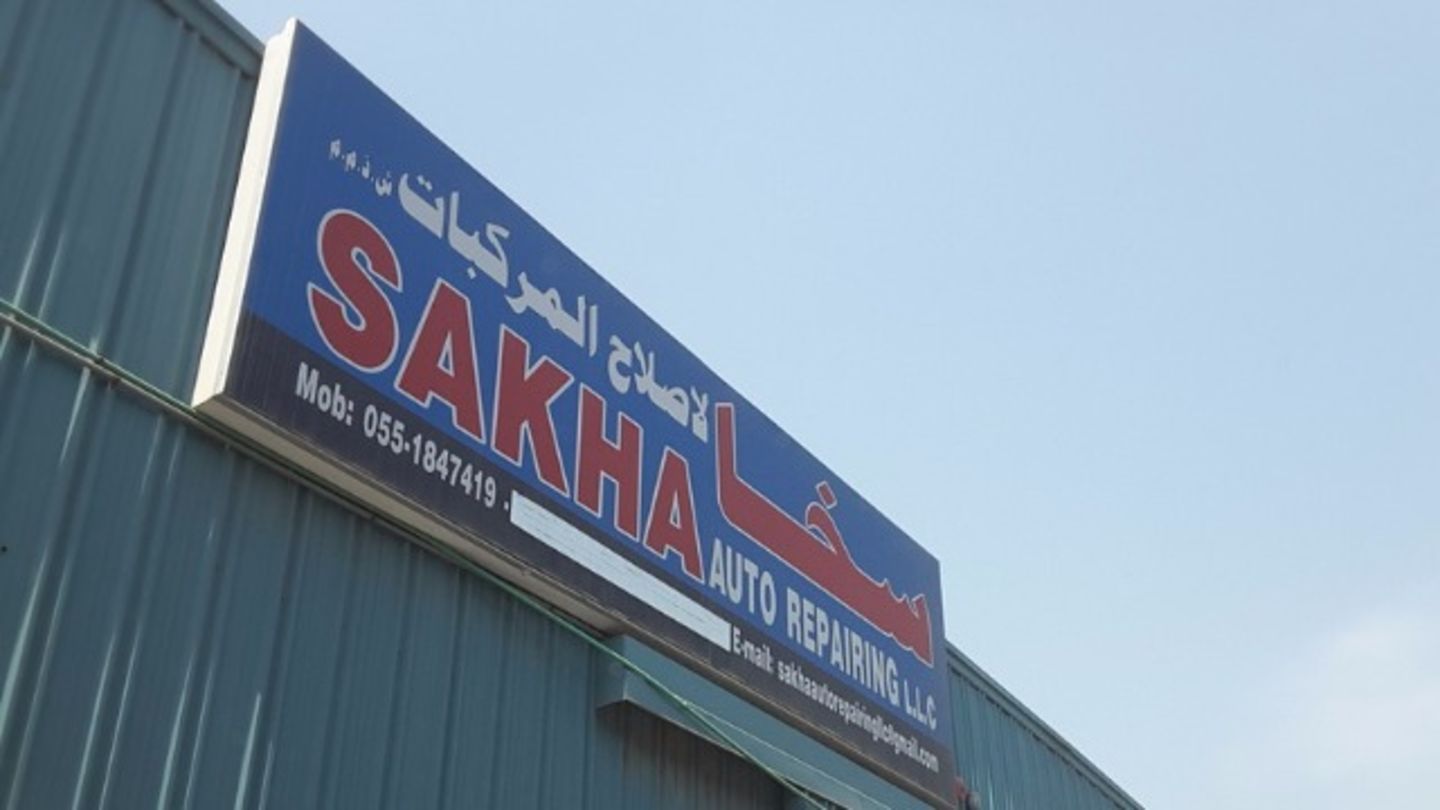 سخا لاصلاح المركبات ش.ذ.م.م
SAKHA AUTO REPAIRING L.L.C
Mob: 055-1847419 -
E-mail: sakhaautorepairingllc@gmail.com